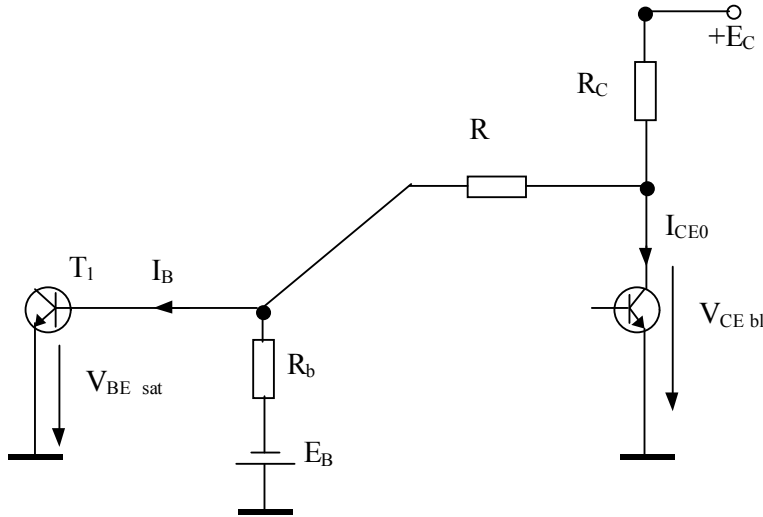 +E_C
R_C
R
I_CE0
T_1
I_B
V_CE bl
R_b
V_BE sat
E_B